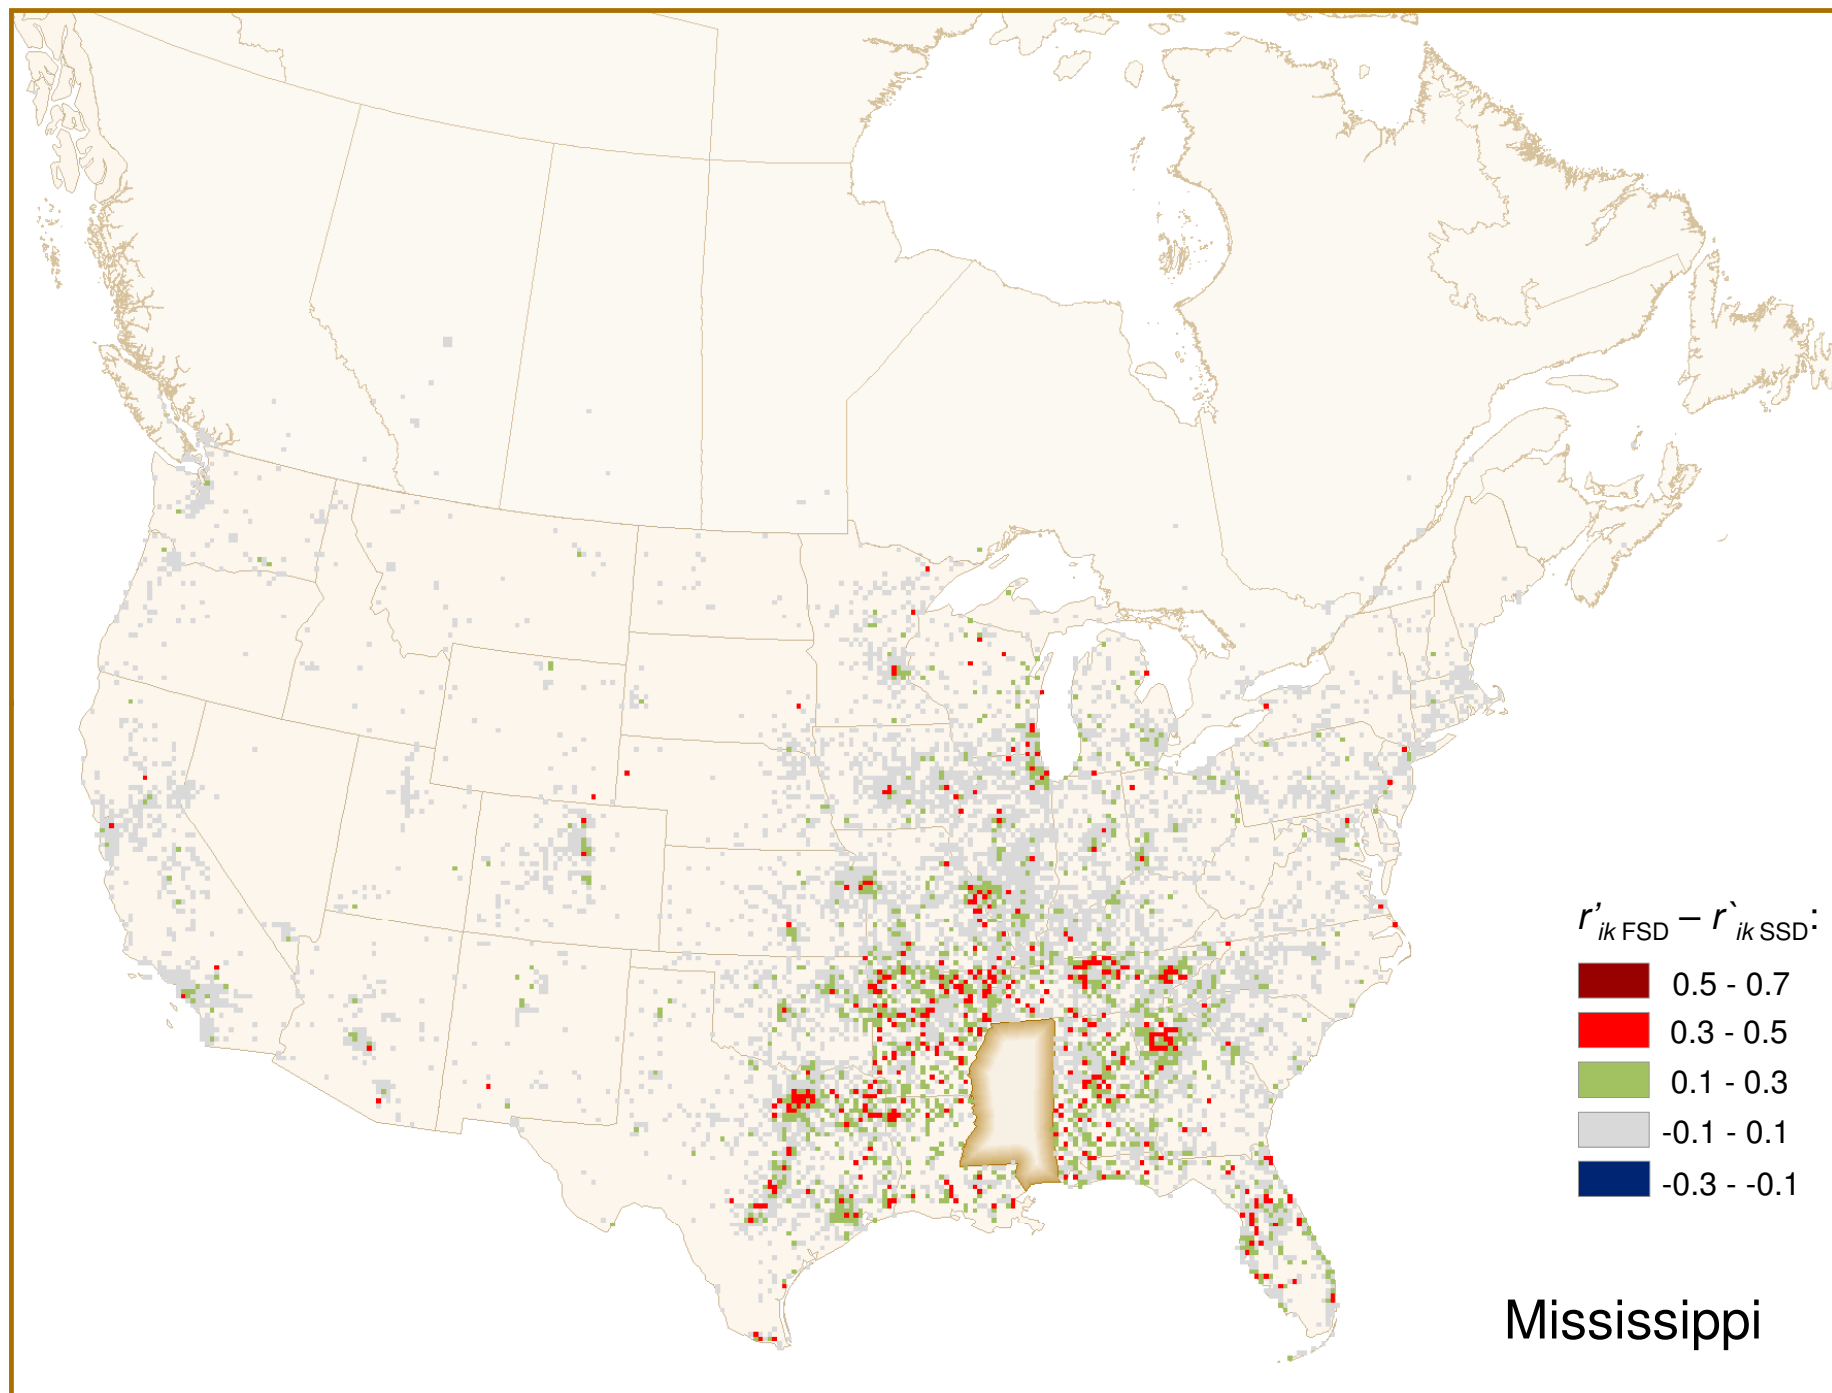 r’ik FSD – r`ik SSD:
0.5 - 0.7
0.3 - 0.5
0.1 - 0.3
-0.1 - 0.1
-0.3 - -0.1
Mississippi